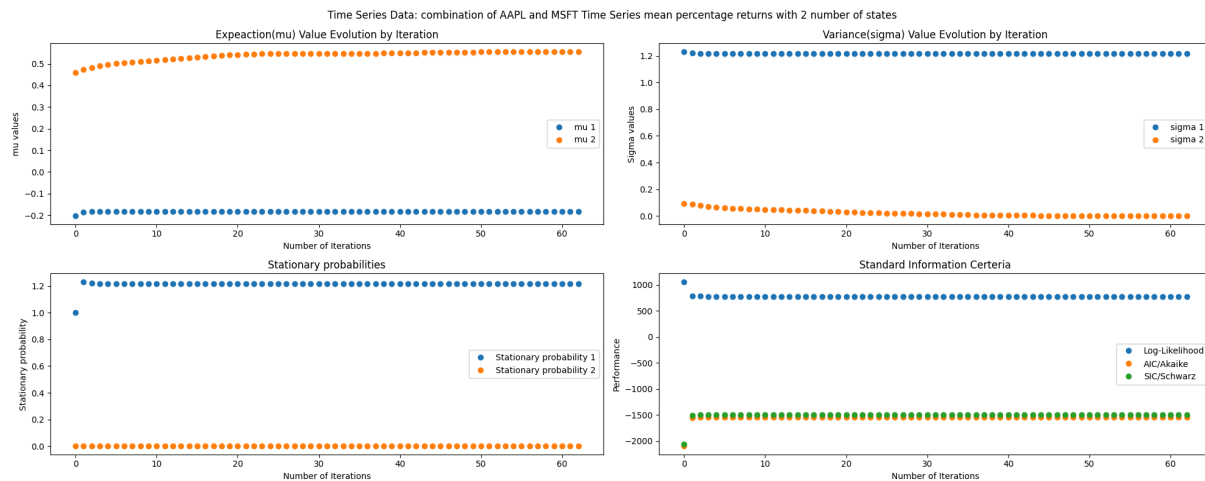 Time Series Data: combination of AAPL and MSFT Time Series mean percentage returns with 2 number of states
Expeaction(mu) Value Evolution by Iteration
mu values
0.5
0.4
0.3
0.2
0.1
0.0
−0.1
−0.2
mu 1
mu 2
0 10 20 30 40 50 60
Number of Iterations
Variance(sigma) Value Evolution by Iteration
Sigma values
1.2
1.0
0.8
0.6
0.4
0.2
0.0
sigma 1
sigma 2
0 10 20 30 40 50 60
Number of Iterations
Stationary probabilities
Stationary probability
1.2
1.0
0.8
0.6
0.4
0.2
0.0
Stationary probability 1
Stationary probability 2
0 10 20 30 40 50 60
Number of Iterations
Standard Information Certeria
Performance
1000
500
0
−500
−1000
−1500
−2000
Log-Likelihood
AIC/Akaike
SIC/Schwarz
0 10 20 30 40 50 60
Number of Iterations